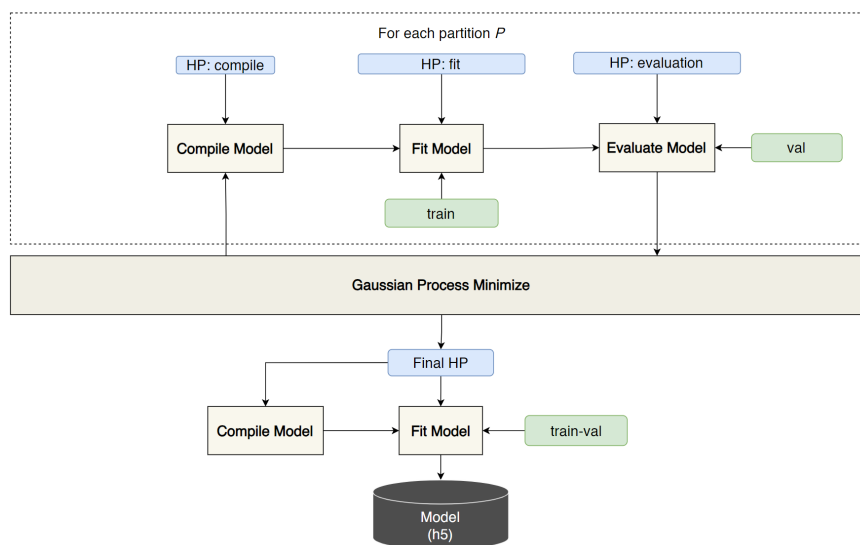 For each partition P
HP: compile
HP: fit
HP: evaluation
Compile Model
Fit Model
Evaluate Model
val
train
Gaussian Process Minimize
Final HP
Compile Model
Fit Model
train-val
Model
(h5)